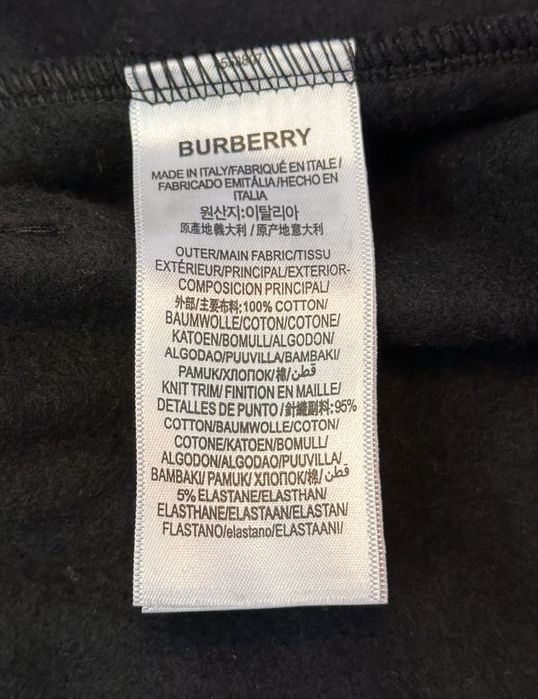 BURBERRY
MADE IN ITALY/FABRIQUÉ EN ITALE/
FABRICADO EMITÁLIA/HECHO EN
ITALIA
원산지:이탈리아
原產地義大利 / 原产地意大利
OUTER/MAIN FABRIC/TISSU
EXTÉRIEUR/PRINCIPAL/EXTERIOR-
COMPOSICION PRINCIPAL/
外部/主要布料:100% COTTON/
BAUMWOLLE/COTON/COTONE/
KATOEN/BOMULL/ALGODON/
ALGODAO/PUUVILLA/BAMBAKI/
PAMUK/ХЛОПОК/棉/قطن
KNIT TRIM/ FINITION EN MAILLE/
DETALLES DE PUNTO /針織副料:95%
COTTON/BAUMWOLLE/COTON/
COTONE/KATOEN/BOMULL/
ALGODON/ALGODAO/PUUVILLA/
BAMBAKI/ PAMUK/ ХЛОПОК/棉/قطن
5% ELASTANE/ELASTHAN/
ELASTHANE/ELASTAAN/ELASTAN/
FLASTANO/elastano/ELASTAANI/